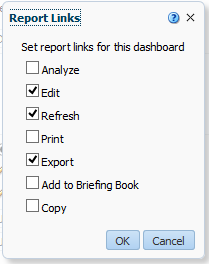 Report Links
Set report links for this dashboard
Analyze
Edit
Refresh
Print
Export
Add to Briefing Book
Copy
OK Cancel